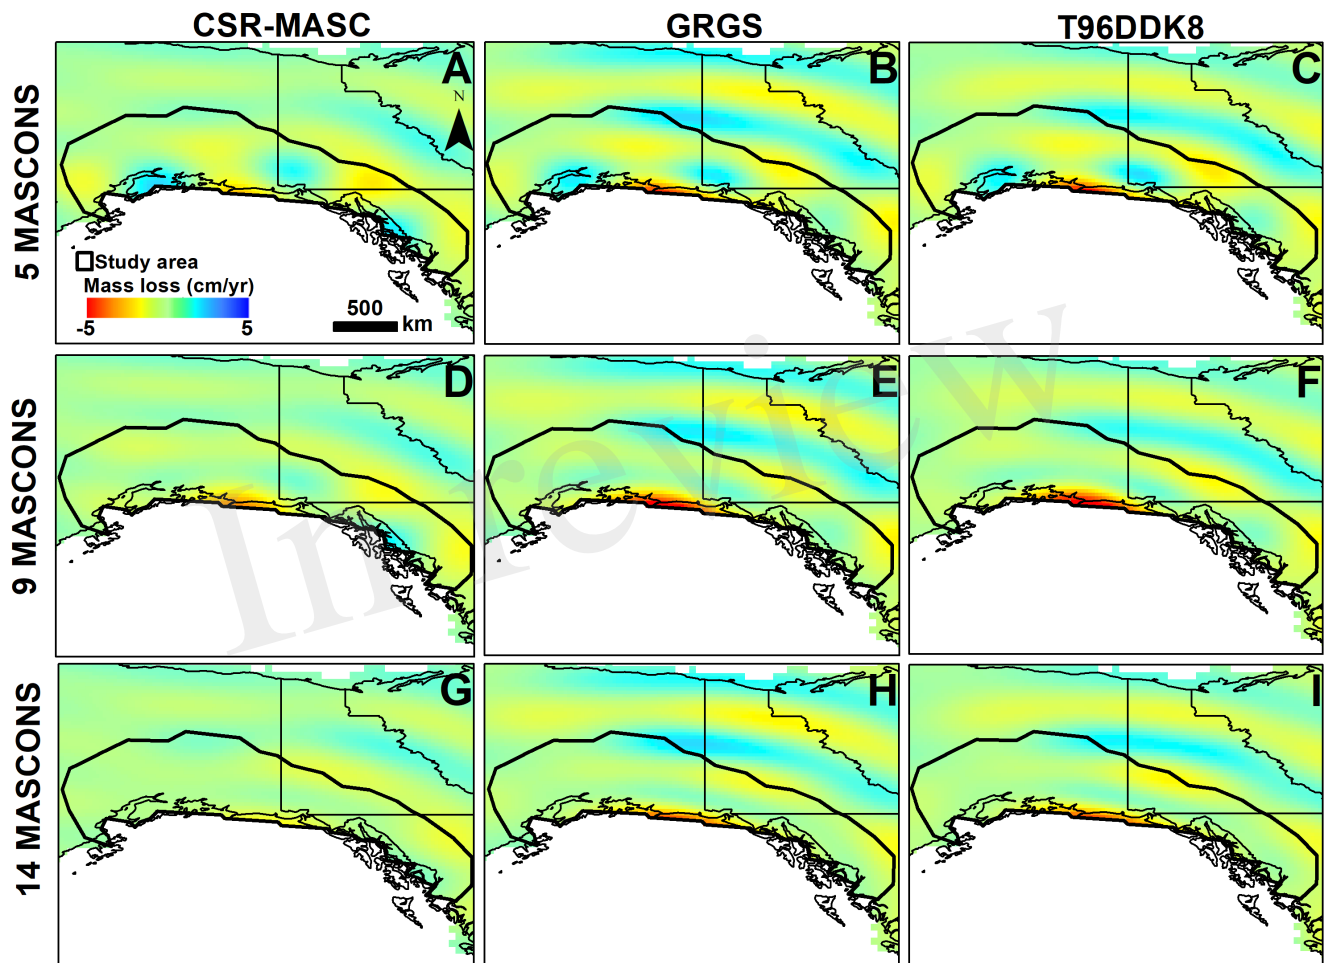 CSR-MASC GRGS T96DDK8
5 MASCONS
A B C
N
Study area
Mass loss (cm/yr)
-5 5
500 km
9 MASCONS
D E F
In review
14 MASCONS
G H I